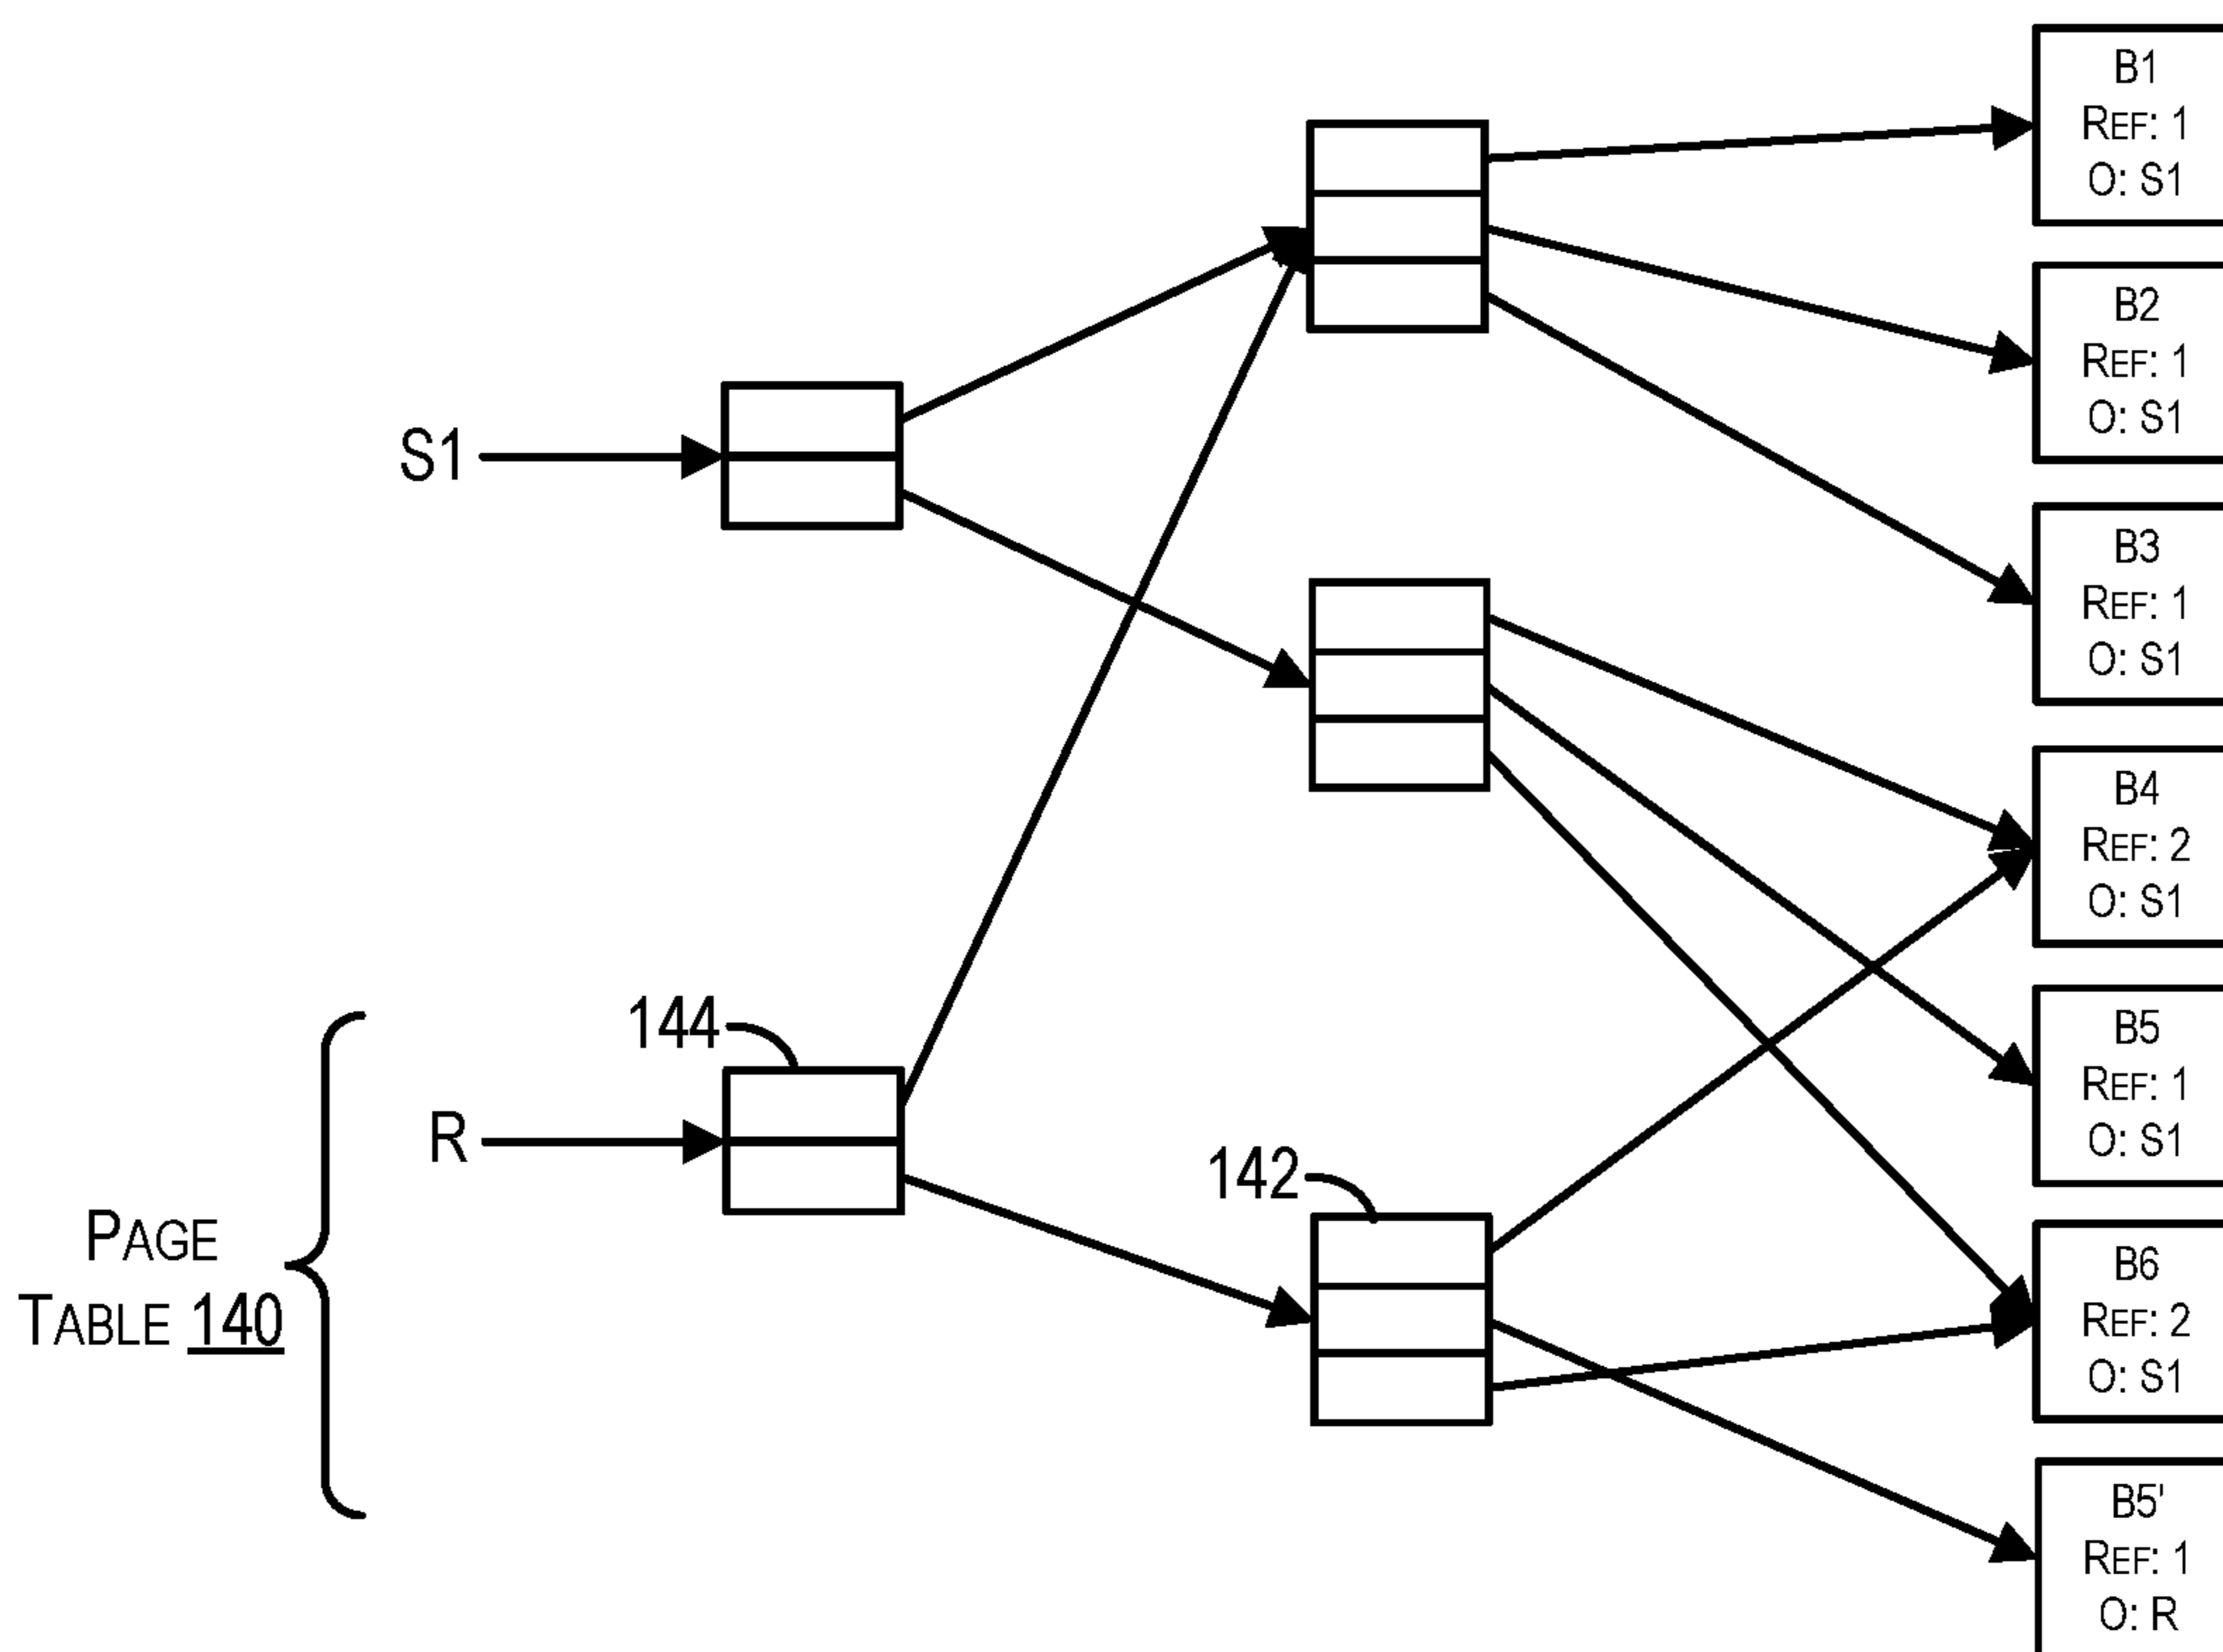 B1
REF: 1
O: S1
B2
REF: 1
O: S1
S1
B3
REF: 1
O: S1
B4
REF: 2
O: S1
144
B5
REF: 1
O: S1
R
142
PAGE
TABLE 140
B6
REF: 2
O: S1
B5'
REF: 1
O: R